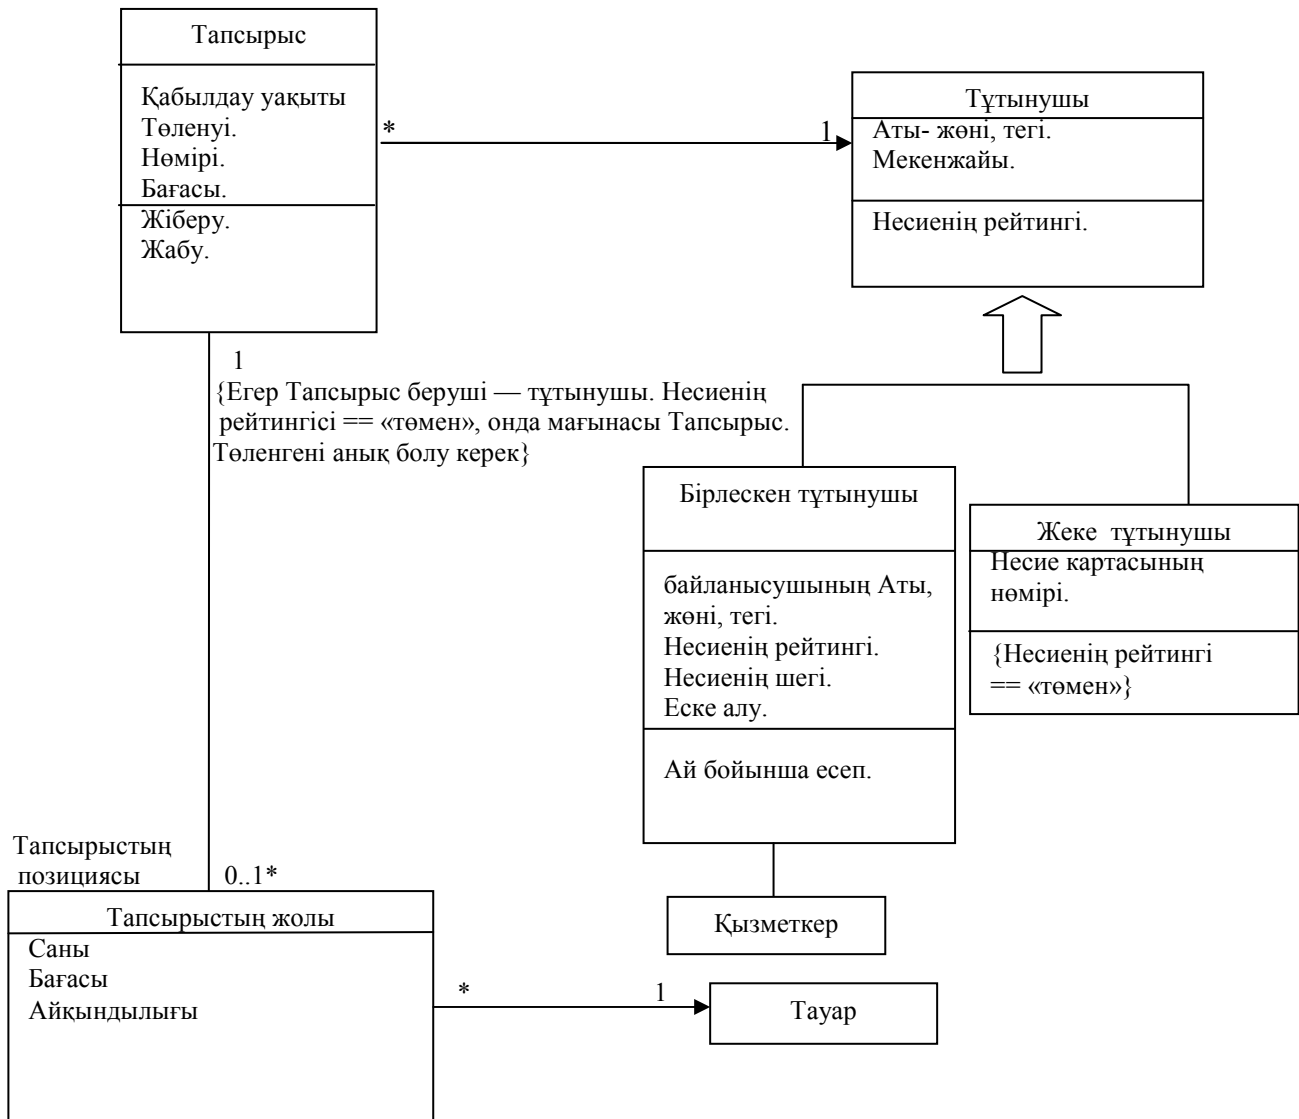 Тапсырыс
Қабылдау уақыты
Төленуі.
Нөмірі.
Бағасы.
Жіберу.
Жабу.
*
1
Тұтынушы
Аты- жөні, тегі.
Мекенжайы.
Несиенің рейтингі.
1
{Егер Тапсырыс беруші — тұтынушы. Несиенің
рейтингісі == «төмен», онда мағынасы Тапсырыс.
Төленгені анық болу керек}
Бірлескен тұтынушы
байланысушының Аты,
жөні, тегі.
Несиенің рейтингі.
Несиенің шегі.
Еске алу.
Ай бойынша есеп.
Жеке тұтынушы
Несие картасының
нөмірі.
{Несиенің рейтингі
== «төмен»}
Тапсырыстың
позициясы
0..1*
Тапсырыстың жолы
Саны
Бағасы
Айқындылығы
Қызметкер
*
1
Тауар